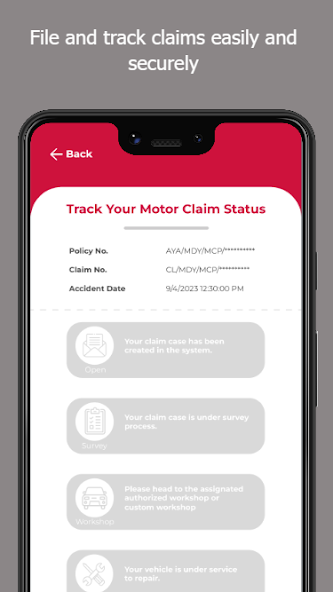 File and track claims easily and
securely
Back
Track Your Motor Claim Status
Policy No. AYA/MDY/MCP/**********
Claim No. CL/MDY/MCP/**********
Accident Date 9/4/2023 12:30:00 PM
Your claim case has been
created in the system.
Open
Your claim case is under survey
process.
Survey
Please head to the assignated
authorized workshop or
custom workshop
Workshop
Your vehicle is under service
to repair.